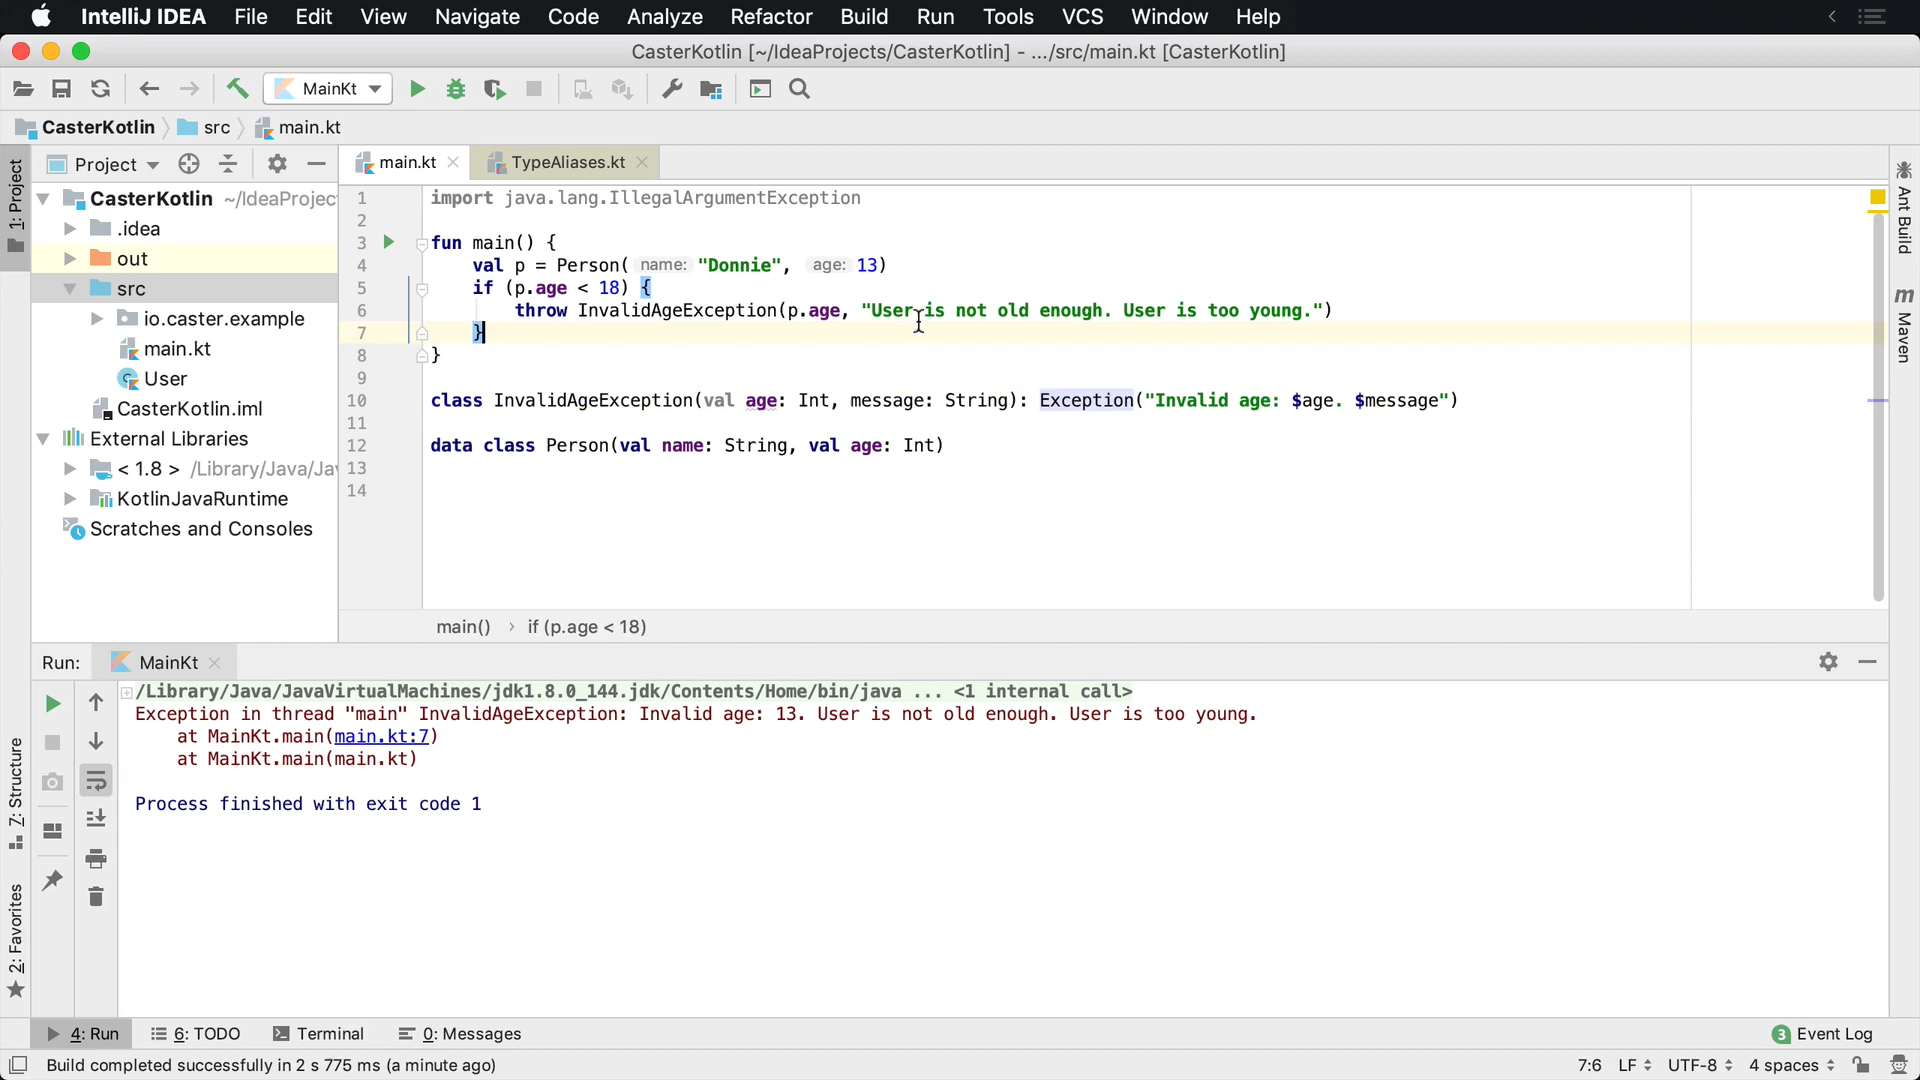 IntelliJ IDEA File Edit View Navigate Code Analyze Refactor Build Run Tools VCS Window Help
CasterKotlin [~/IdeaProjects/CasterKotlin] - .../src/main.kt [CasterKotlin]
MainKt
CasterKotlin src main.kt
1: Project
Project
CasterKotlin ~/IdeaProjec
.idea
out
src
io.caster.example
main.kt
User
CasterKotlin.iml
External Libraries
< 1.8 > /Library/Java/Ja
KotlinJavaRuntime
Scratches and Consoles
main.kt TypeAliases.kt
1 import java.lang.IllegalArgumentException
2
3 fun main() {
4 val p = Person( name: "Donnie", age: 13)
5 if (p.age < 18) {
6 throw InvalidAgeException(p.age, "User is not old enough. User is too young.")
7 }
8 }
9
10 class InvalidAgeException(val age: Int, message: String): Exception("Invalid age: $age. $message")
11
12 data class Person(val name: String, val age: Int)
13
14
main() › if (p.age < 18)
Ant Build
m Maven
Run: MainKt
/Library/Java/JavaVirtualMachines/jdk1.8.0_144.jdk/Contents/Home/bin/java ... <1 internal call>
Exception in thread "main" InvalidAgeException: Invalid age: 13. User is not old enough. User is too young.
at MainKt.main(main.kt:7)
at MainKt.main(main.kt)
Process finished with exit code 1
Z: Structure
2: Favorites
4: Run 6: TODO Terminal 0: Messages 3 Event Log
Build completed successfully in 2 s 775 ms (a minute ago) 7:6 LF UTF-8 4 spaces